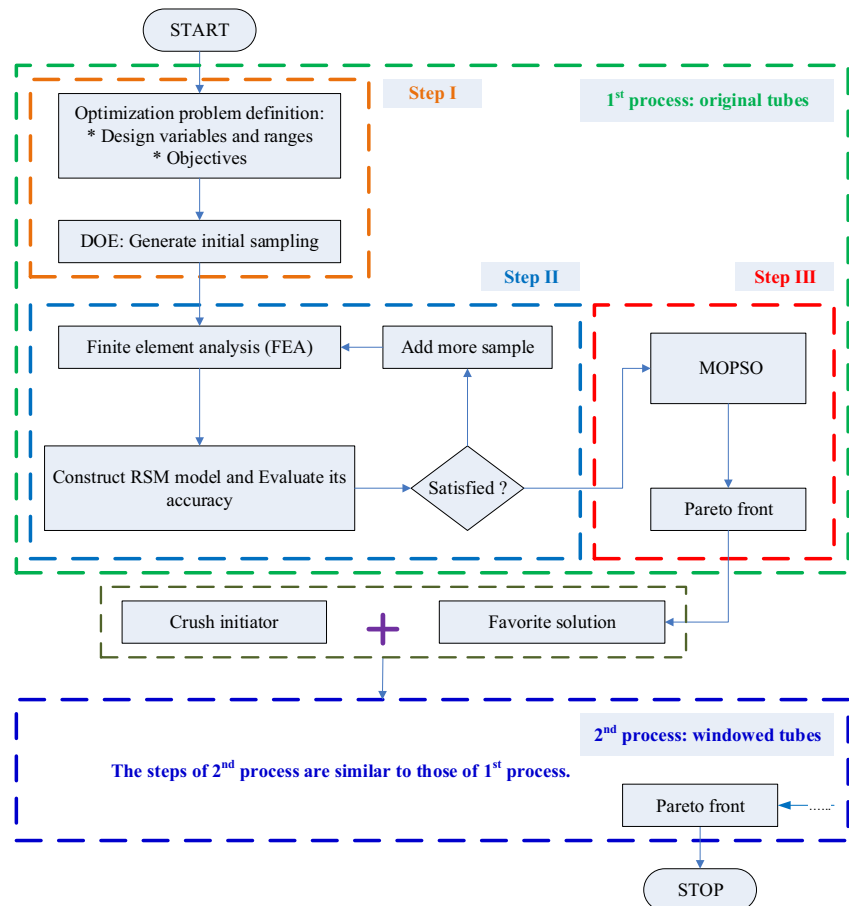 START
Step I
1st process: original tubes
Optimization problem definition:
* Design variables and ranges
* Objectives
DOE: Generate initial sampling
Step II
Step III
Finite element analysis (FEA)
Add more sample
MOPSO
Construct RSM model and Evaluate its
accuracy
Satisfied ?
Pareto front
Crush initiator
+
Favorite solution
2nd process: windowed tubes
The steps of 2nd process are similar to those of 1st process.
Pareto front
......
STOP